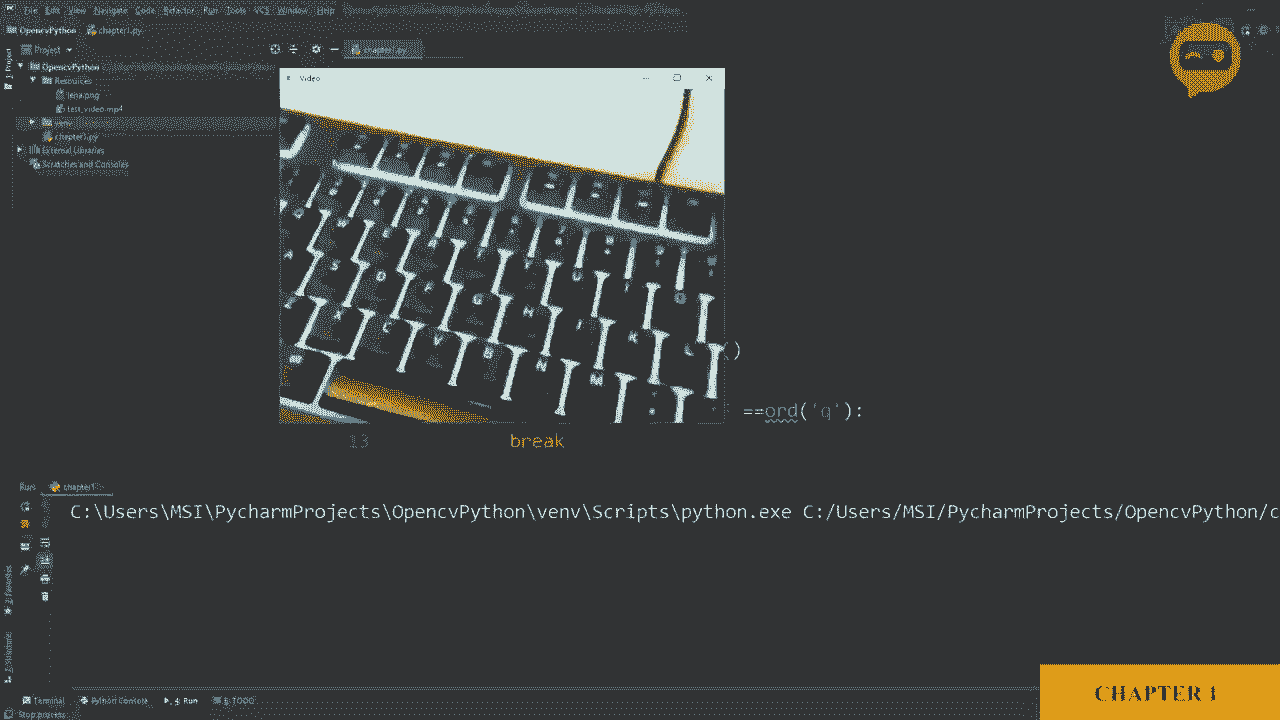 File Edit View Navigate Code Refactor Run Tools VCS Window Help
OpencvPython chapter1.py
Project
chapter1.py
OpencvPython
Resources
lena.png
test_video.mp4
venv
chapter1.py
External Libraries
Scratches and Consoles
Video
()
==ord('q'):
13 break
Run: chapter1
C:\Users\MSI\PycharmProjects\OpencvPython\venv\Scripts\python.exe C:/Users/MSI/PycharmProjects/OpencvPython/c
Terminal Python Console 4: Run 6: TODO
Stop process
CHAPTER 1